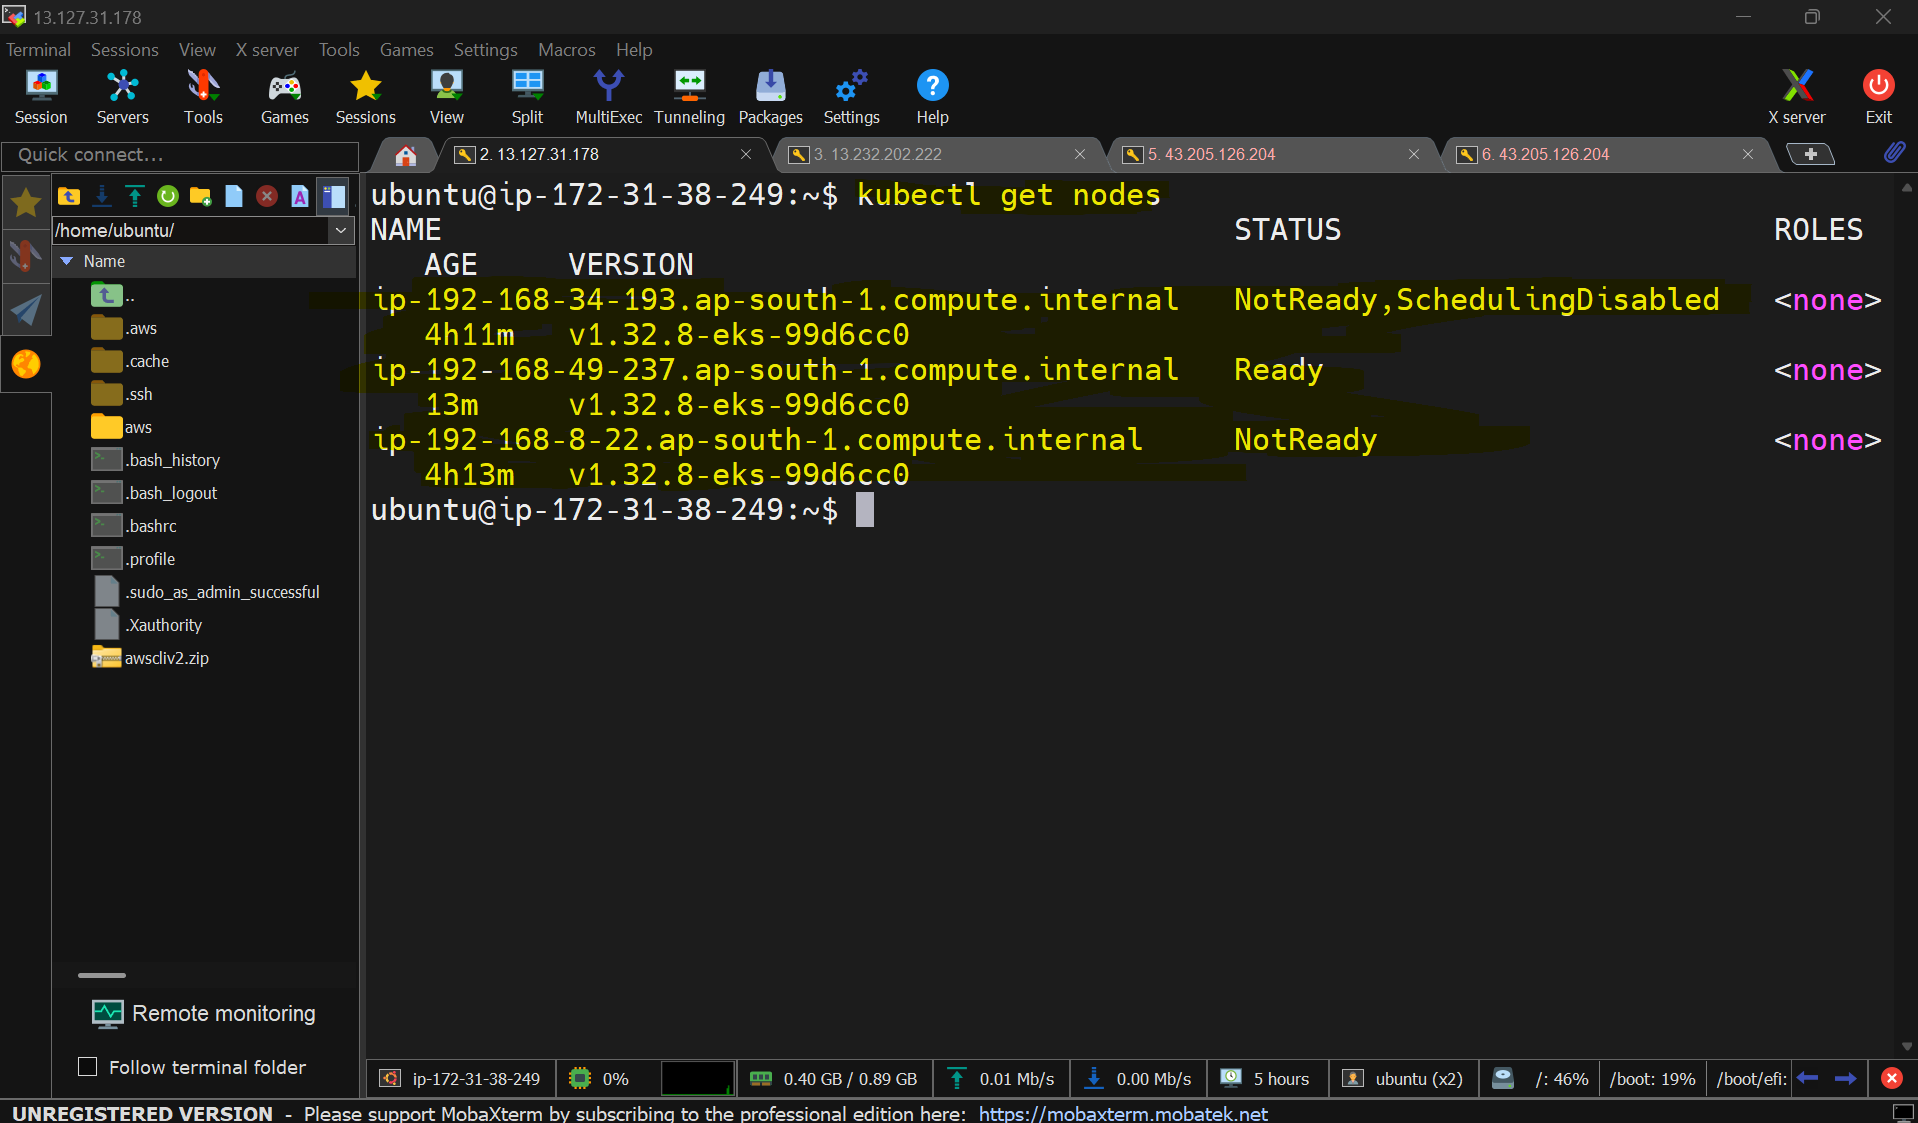 13.127.31.178
Terminal Sessions View X server Tools Games Settings Macros Help
Session Servers Tools Games Sessions View Split MultiExec Tunneling Packages Settings Help X server Exit
Quick connect...
2. 13.127.31.178
3. 13.232.202.222
5. 43.205.126.204
6. 43.205.126.204
/home/ubuntu/
Name
..
.aws
.cache
.ssh
aws
.bash_history
.bash_logout
.bashrc
.profile
.sudo_as_admin_successful
.Xauthority
awscliv2.zip
Remote monitoring
Follow terminal folder
ubuntu@ip-172-31-38-249:~$ kubectl get nodes
NAME STATUS ROLES
AGE VERSION
ip-192-168-34-193.ap-south-1.compute.internal NotReady,SchedulingDisabled <none>
4h11m v1.32.8-eks-99d6cc0
ip-192-168-49-237.ap-south-1.compute.internal Ready <none>
13m v1.32.8-eks-99d6cc0
ip-192-168-8-22.ap-south-1.compute.internal NotReady <none>
4h13m v1.32.8-eks-99d6cc0
ubuntu@ip-172-31-38-249:~$
ip-172-31-38-249 0% 0.40 GB / 0.89 GB 0.01 Mb/s 0.00 Mb/s 5 hours ubuntu (x2) /: 46% /boot: 19% /boot/efi:
UNREGISTERED VERSION - Please support MobaXterm by subscribing to the professional edition here: https://mobaxterm.mobatek.net